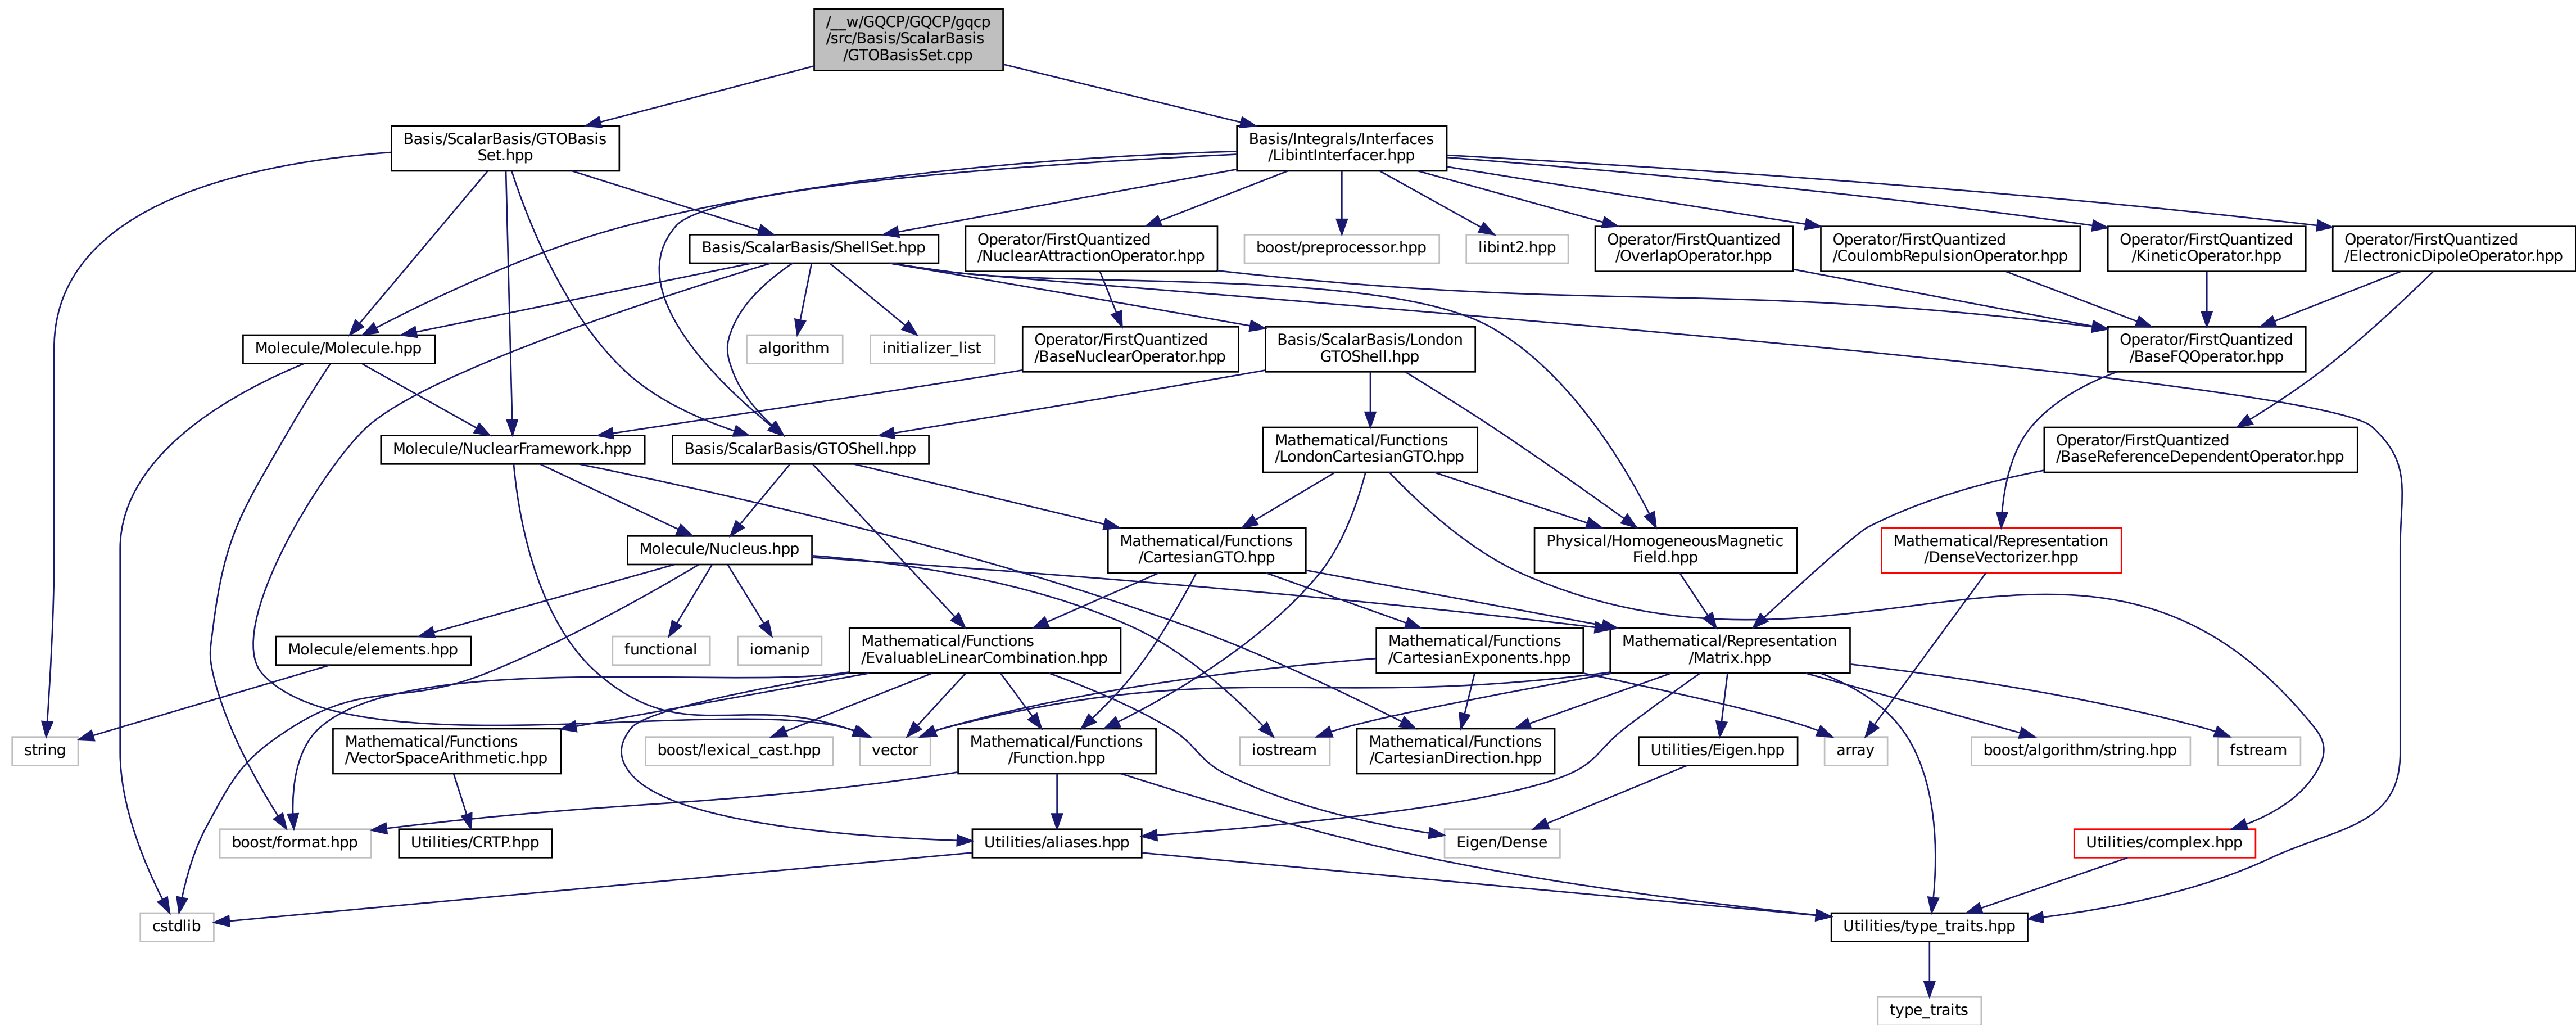 /__w/GQCP/GQCP/gqcp
/src/Basis/ScalarBasis
/GTOBasisSet.cpp
Basis/ScalarBasis/GTOBasis
Set.hpp
Basis/Integrals/Interfaces
/LibintInterfacer.hpp
Basis/ScalarBasis/ShellSet.hpp
Operator/FirstQuantized
/NuclearAttractionOperator.hpp
boost/preprocessor.hpp
libint2.hpp
Operator/FirstQuantized
/OverlapOperator.hpp
Operator/FirstQuantized
/CoulombRepulsionOperator.hpp
Operator/FirstQuantized
/KineticOperator.hpp
Operator/FirstQuantized
/ElectronicDipoleOperator.hpp
Molecule/Molecule.hpp
algorithm
initializer_list
Operator/FirstQuantized
/BaseNuclearOperator.hpp
Basis/ScalarBasis/London
GTOShell.hpp
Operator/FirstQuantized
/BaseFQOperator.hpp
Molecule/NuclearFramework.hpp
Basis/ScalarBasis/GTOShell.hpp
Mathematical/Functions
/LondonCartesianGTO.hpp
Operator/FirstQuantized
/BaseReferenceDependentOperator.hpp
Molecule/Nucleus.hpp
Mathematical/Functions
/CartesianGTO.hpp
Physical/HomogeneousMagnetic
Field.hpp
Mathematical/Representation
/DenseVectorizer.hpp
Molecule/elements.hpp
functional
iomanip
Mathematical/Functions
/EvaluableLinearCombination.hpp
Mathematical/Functions
/CartesianExponents.hpp
Mathematical/Representation
/Matrix.hpp
string
Mathematical/Functions
/VectorSpaceArithmetic.hpp
boost/lexical_cast.hpp
vector
Mathematical/Functions
/Function.hpp
iostream
Mathematical/Functions
/CartesianDirection.hpp
Utilities/Eigen.hpp
array
boost/algorithm/string.hpp
fstream
boost/format.hpp
Utilities/CRTP.hpp
Utilities/aliases.hpp
Eigen/Dense
Utilities/complex.hpp
cstdlib
Utilities/type_traits.hpp
type_traits